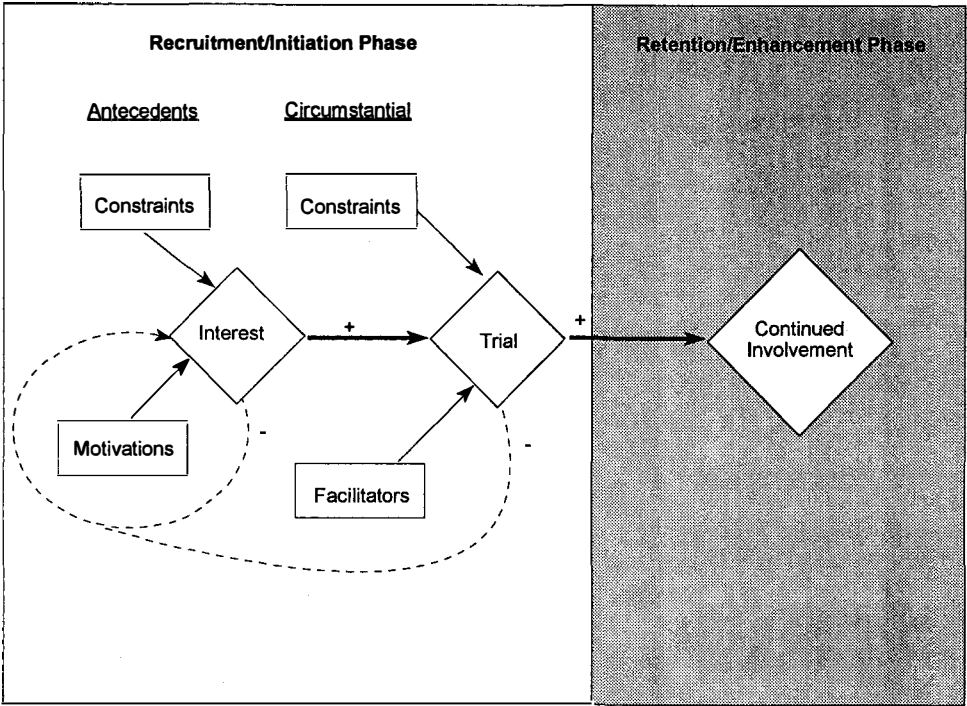 Recruitment/Initiation Phase
Retention/Enhancement Phase
Antecedents
Circumstantial
Constraints
Constraints
Interest
+
Trial
+
Continued
Involvement
Motivations
-
Facilitators
-